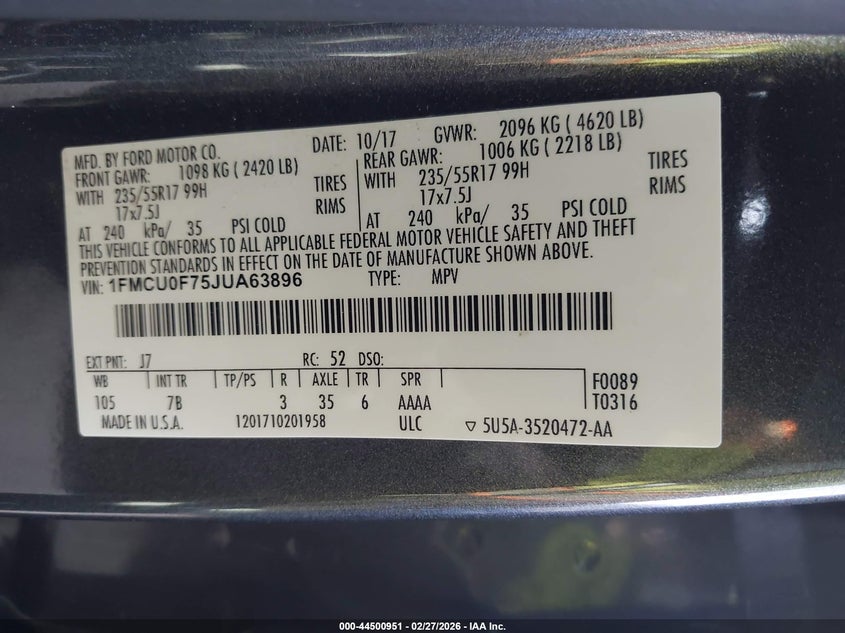 MFD. BY FORD MOTOR CO. DATE: 10/17 GVWR: 2096 KG ( 4620 LB)
FRONT GAWR: 1098 KG ( 2420 LB) REAR GAWR: 1006 KG ( 2218 LB)
WITH 235/55R17 99H TIRES WITH 235/55R17 99H TIRES
17x7.5J RIMS 17x7.5J RIMS
AT 240 kPa/ 35 PSI COLD AT 240 kPa/ 35 PSI COLD
THIS VEHICLE CONFORMS TO ALL APPLICABLE FEDERAL MOTOR VEHICLE SAFETY AND THEFT
PREVENTION STANDARDS IN EFFECT ON THE DATE OF MANUFACTURE SHOWN ABOVE.
VIN: 1FMCU0F75JUA63896 TYPE: MPV
EXT PNT: J7 RC: 52 DSO:
WB INT TR TP/PS R AXLE TR SPR F0089
105 7B 3 35 6 AAAA T0316
MADE IN U.S.A. 1201710201958 ULC ▽ 5U5A-3520472-AA
000-44500951 | 02/27/2026 - IAA Inc.